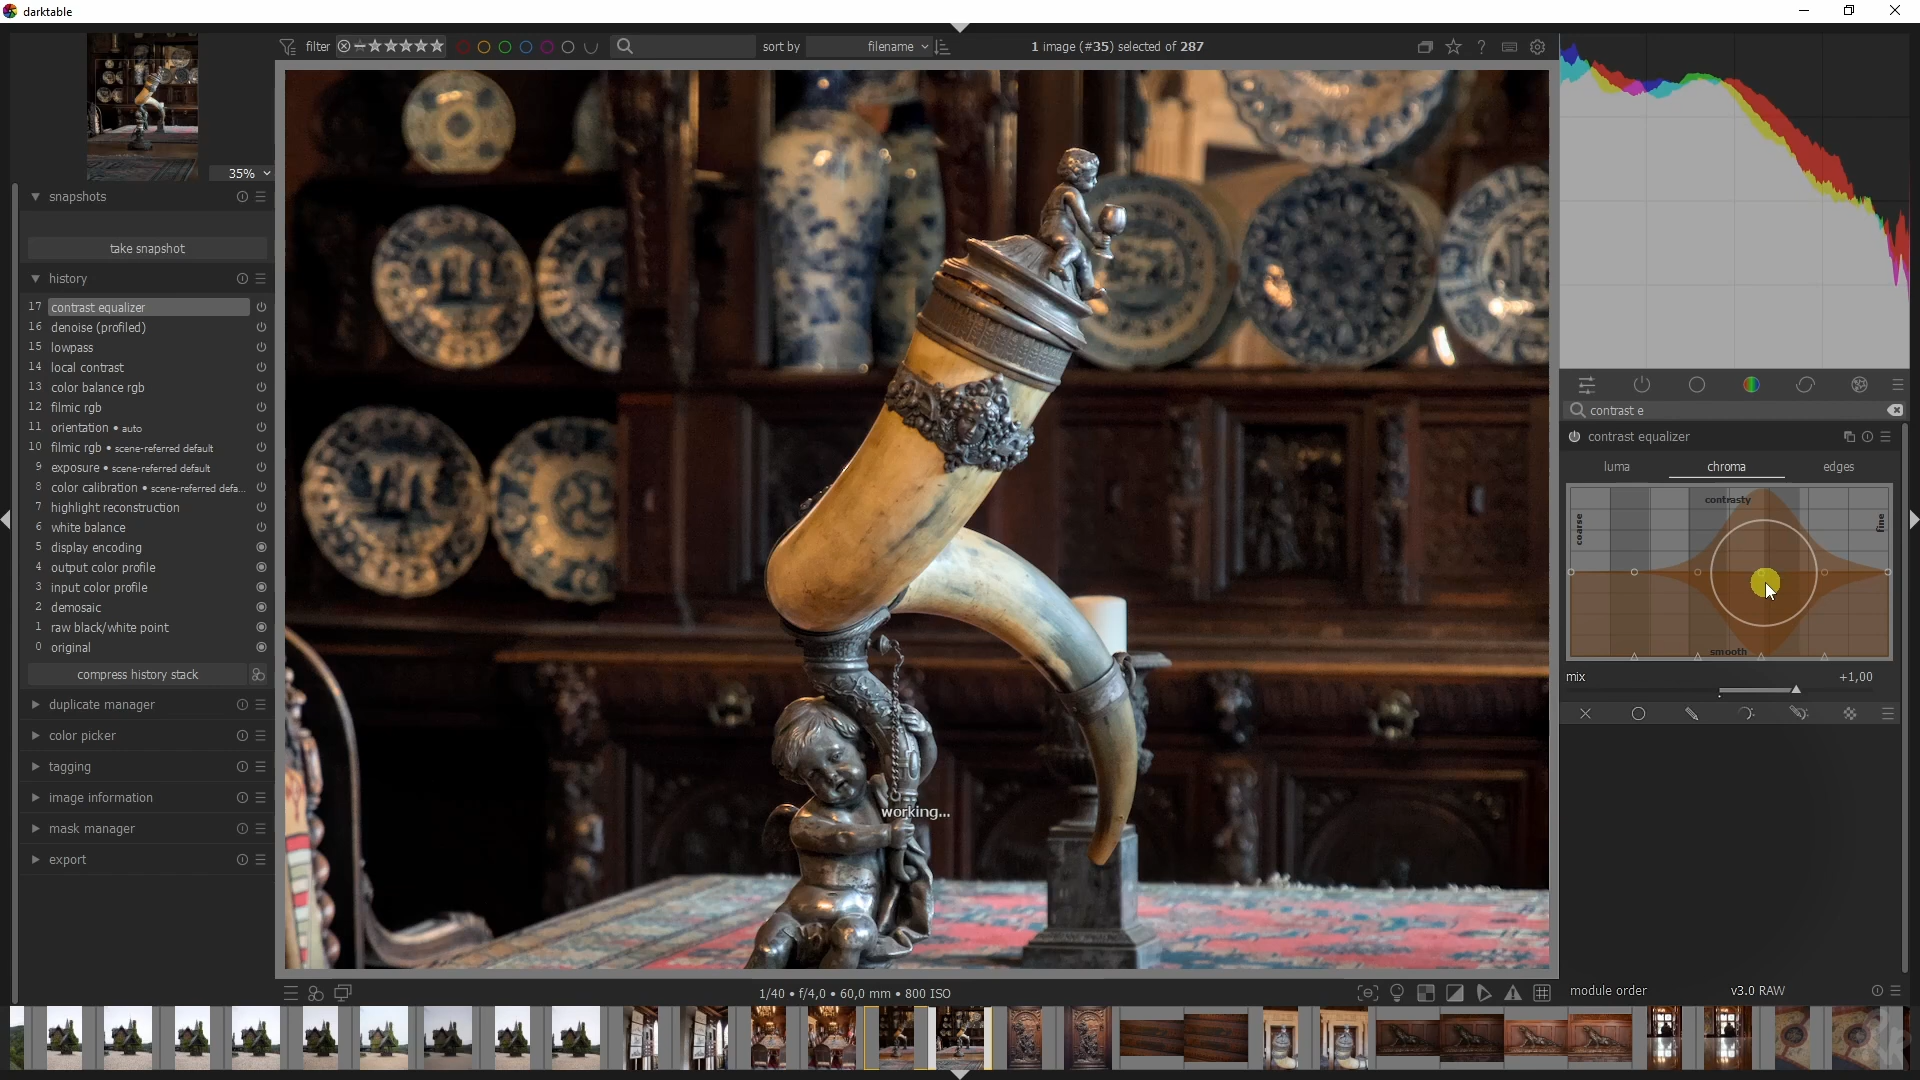 darktable
filter
sort by
filename
1 image (#35) selected of 287
?
35%
snapshots
take snapshot
history
17 contrast equalizer
16 denoise (profiled)
15 lowpass
14 local contrast
13 color balance rgb
12 filmic rgb
11 orientation • auto
10 filmic rgb • scene-referred default
9 exposure • scene-referred default
8 color calibration • scene-referred defa...
7 highlight reconstruction
6 white balance
5 display encoding
4 output color profile
3 input color profile
2 demosaic
1 raw black/white point
0 original
compress history stack
duplicate manager
color picker
tagging
image information
mask manager
export
working...
1/40 • f/4,0 • 60,0 mm • 800 ISO
contrast e
contrast equalizer
luma chroma edges
contrasty
coarse
fine
smooth
mix +1,00
module order v3.0 RAW